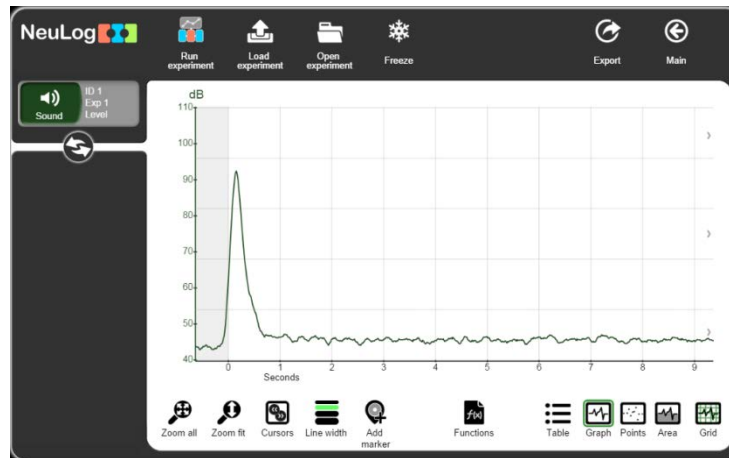 NeuLog
Run
experiment
Load
experiment
Open
experiment
Freeze
Export
Main
Sound
ID 1
Exp 1
Level
dB
110
100
90
80
70
60
50
40
0 1 2 3 4 5 6 7 8 9
Seconds
Zoom all
Zoom fit
Cursors
Line width
Add
marker
f(x)
Functions
Table
Graph
Points
Area
Grid